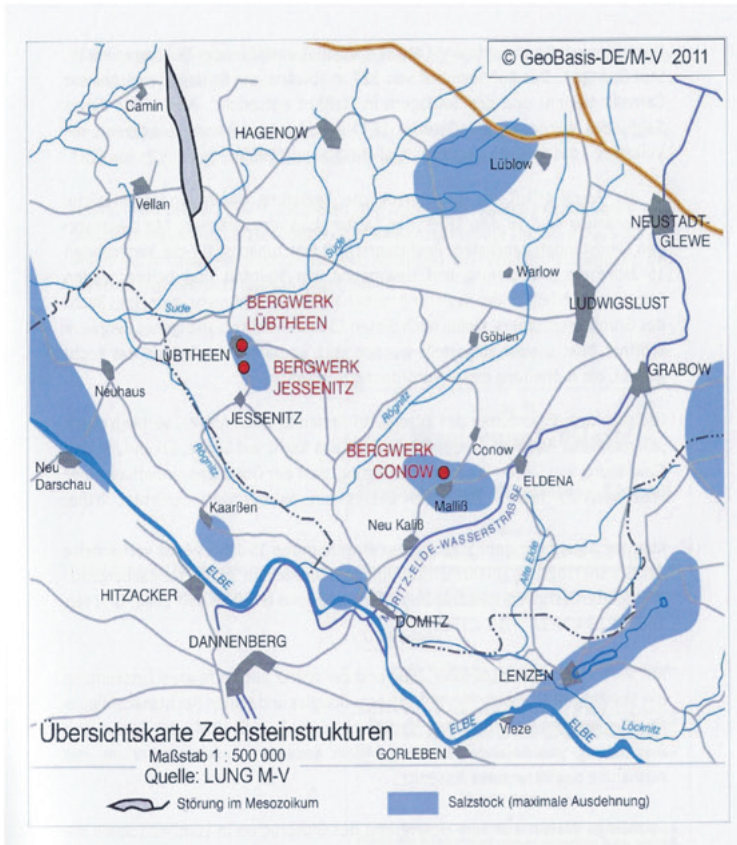 © GeoBasis-DE/M-V 2011
Camin
HAGENOW
Lüblow
Vellan
NEUSTADT-
GLEWE
Sude
Warlow
Sude
BERGWERK
LÜBTHEEN
LUDWIGSLUST
LÜBTHEEN
Göhlen
BERGWERK
JESSENITZ
GRABOW
Neuhaus
JESSENITZ
Rögnitz
BERGWERK
CONOW
Conow
Rögnitz
Neu
Darschau
ELDENA
Malliß
Kaarßen
Neu Kaliß
MÜRITZ-ELDE-WASSERSTRASSE
Alte Elde
ELBE
HITZACKER
DÖMITZ
DANNENBERG
LENZEN
Vieze
ELBE
ELBE
Löcknitz
GORLEBEN
Übersichtskarte Zechsteinstrukturen
Maßstab 1 : 500 000
Quelle: LUNG M-V
Störung im Mesozoikum
Salzstock (maximale Ausdehnung)